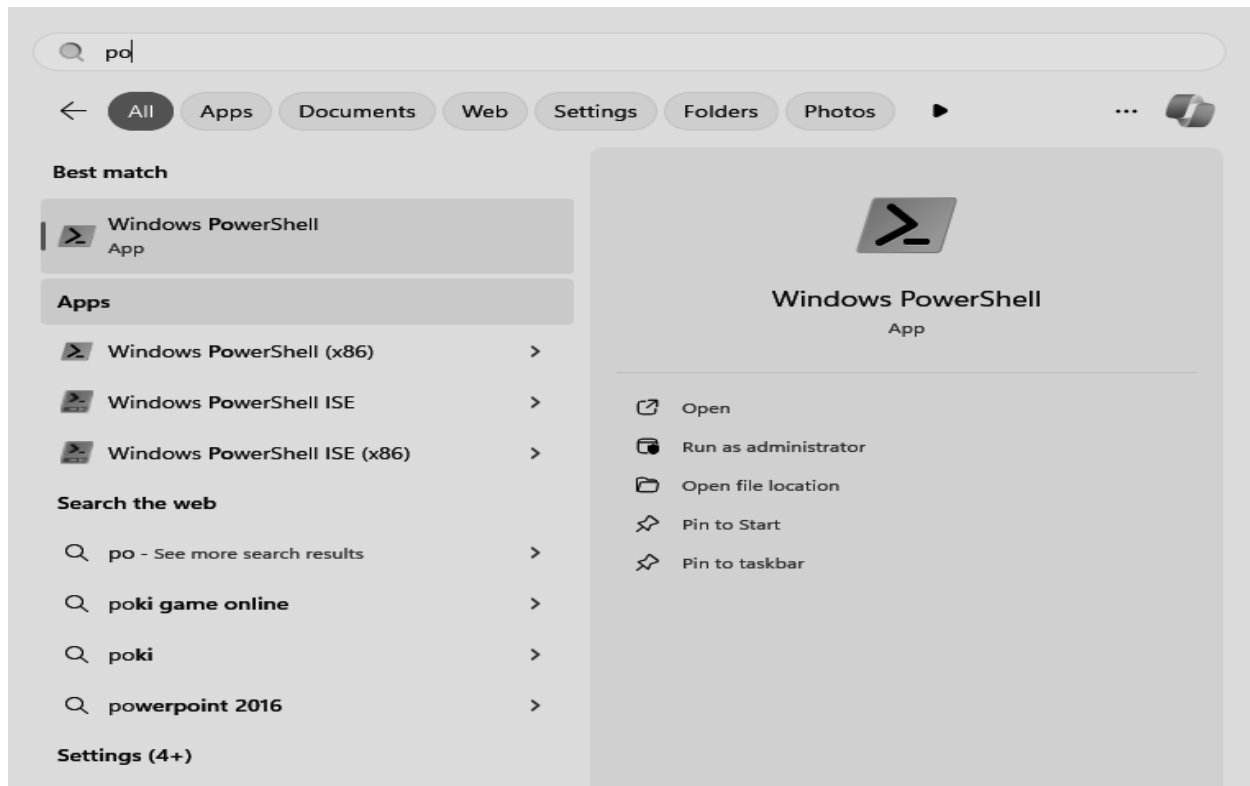 po
All Apps Documents Web Settings Folders Photos ...
Best match
Windows PowerShell
App
Apps
Windows PowerShell (x86)
Windows PowerShell ISE
Windows PowerShell ISE (x86)
Search the web
po - See more search results
poki game online
poki
powerpoint 2016
Settings (4+)
Windows PowerShell
App
Open
Run as administrator
Open file location
Pin to Start
Pin to taskbar